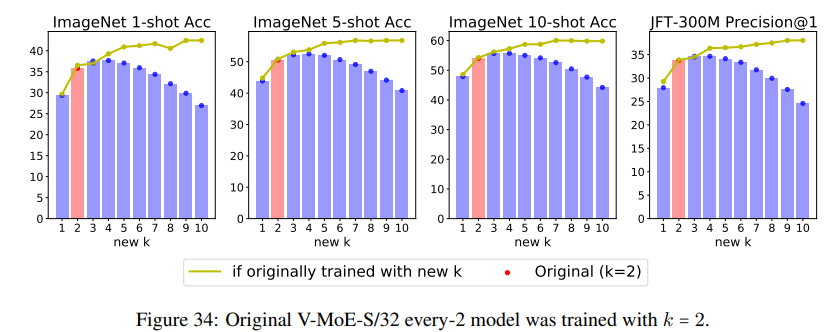 ImageNet 1-shot Acc
40
35
30
25
20
15
10
5
0
1 2 3 4 5 6 7 8 9 10
new k
ImageNet 5-shot Acc
50
40
30
20
10
0
1 2 3 4 5 6 7 8 9 10
new k
ImageNet 10-shot Acc
60
50
40
30
20
10
0
1 2 3 4 5 6 7 8 9 10
new k
JFT-300M Precision@1
35
30
25
20
15
10
5
0
1 2 3 4 5 6 7 8 9 10
new k
if originally trained with new k
Original (k=2)
Figure 34: Original V-MoE-S/32 every-2 model was trained with k = 2.